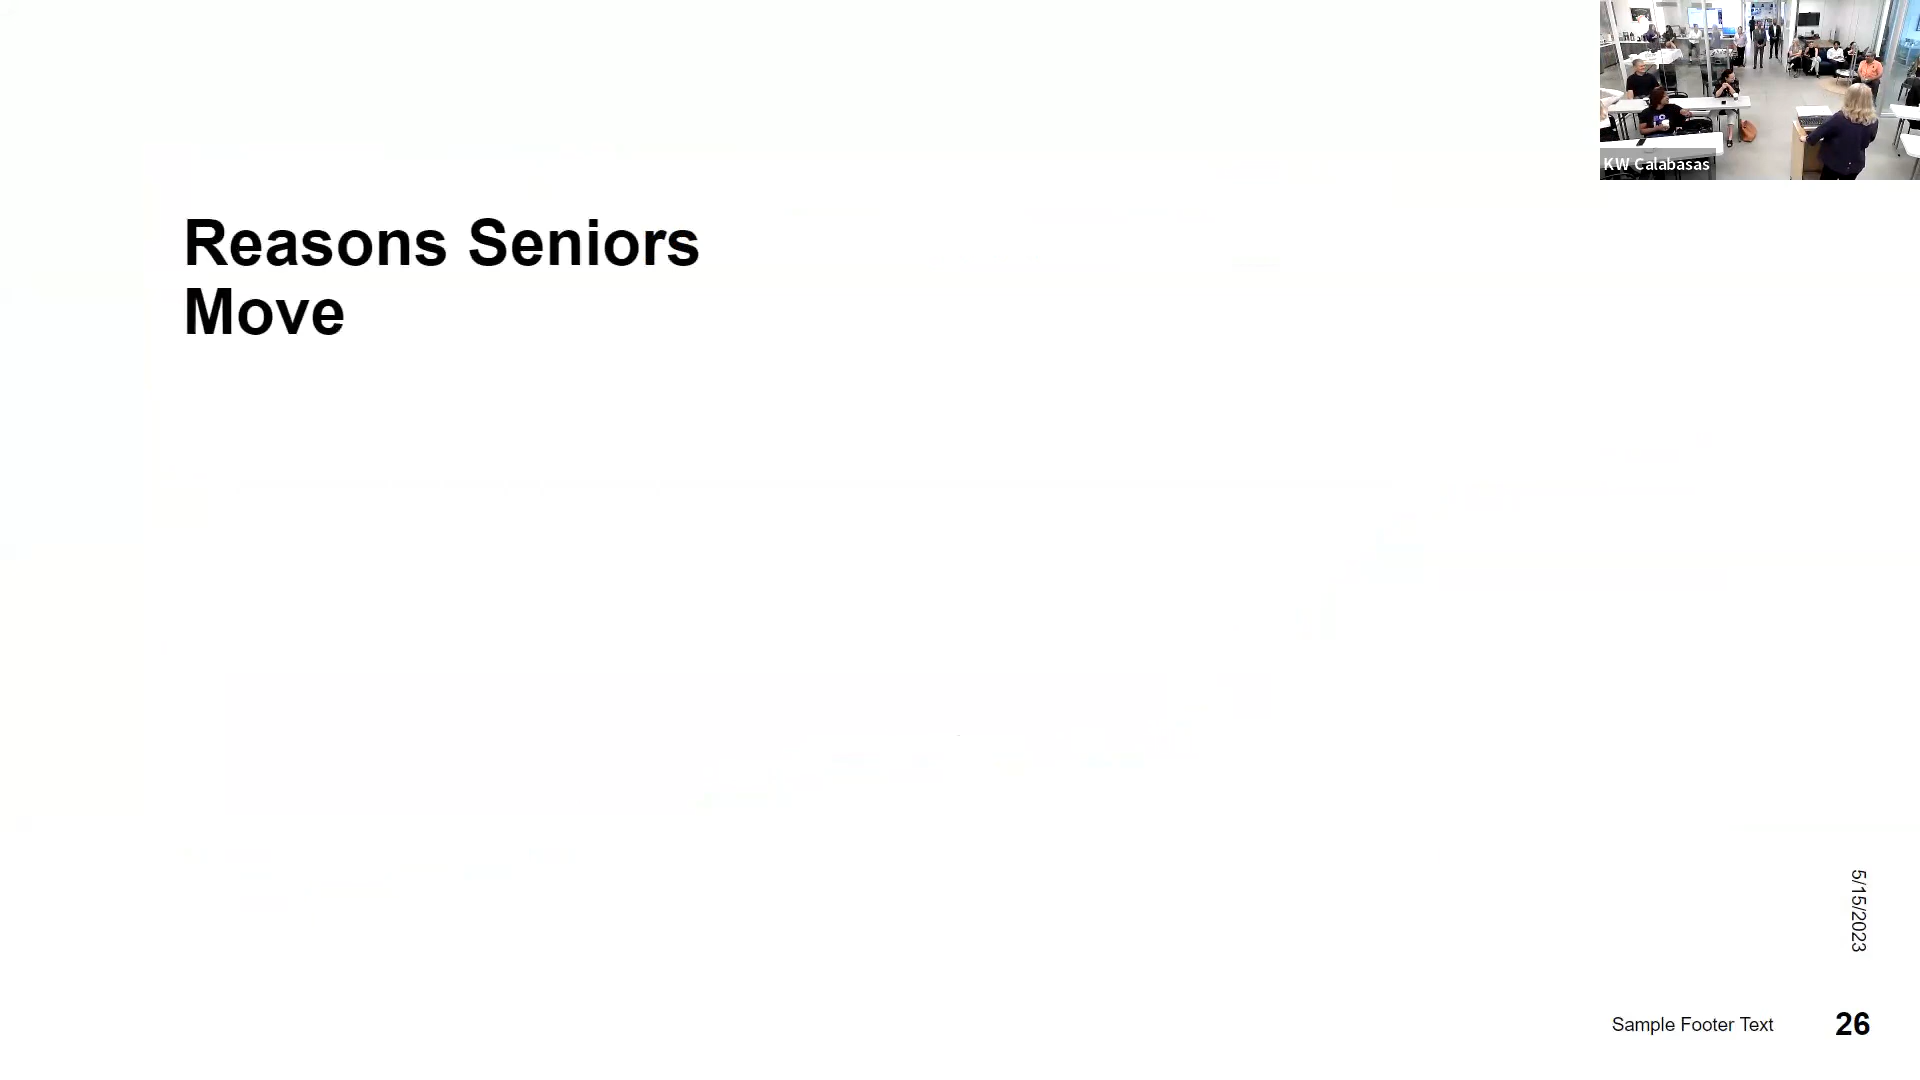 KW Calabasas
Reasons Seniors
Move
5/15/2023
Sample Footer Text
26